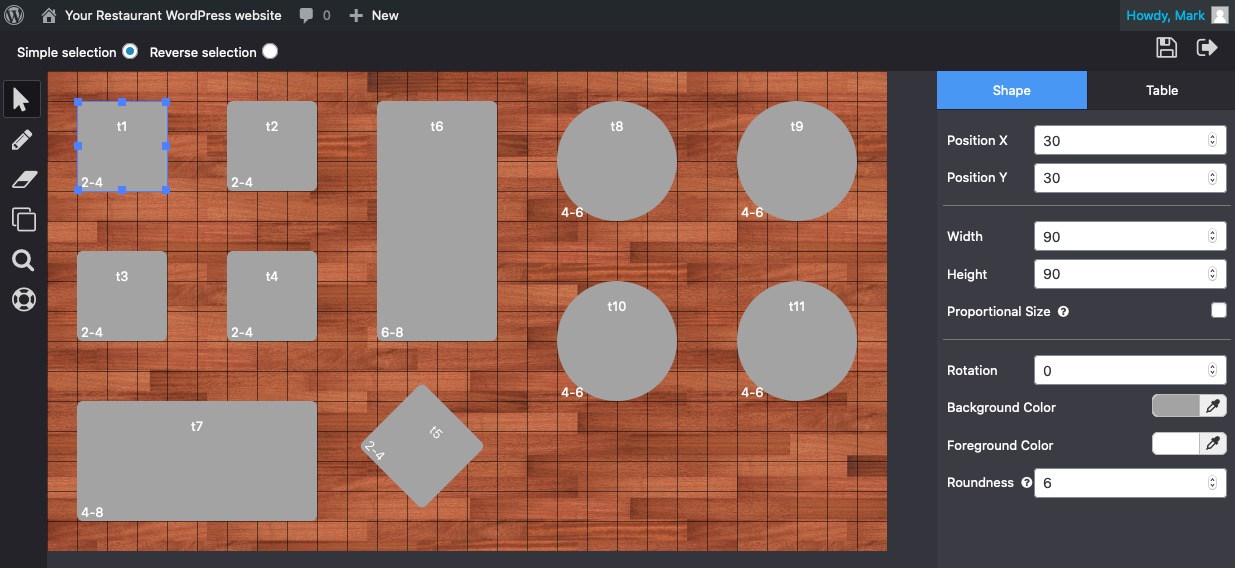 Your Restaurant WordPress website 0 New Howdy, Mark
Simple selection Reverse selection
Shape Table
t1 t2 t6 t8 t9
2-4 2-4 4-6 4-6
t3 t4 t10 t11
2-4 2-4 6-8 4-6 4-6
t7 t5
2-4
4-8
Position X 30
Position Y 30
Width 90
Height 90
Proportional Size ?
Rotation 0
Background Color
Foreground Color
Roundness ? 6